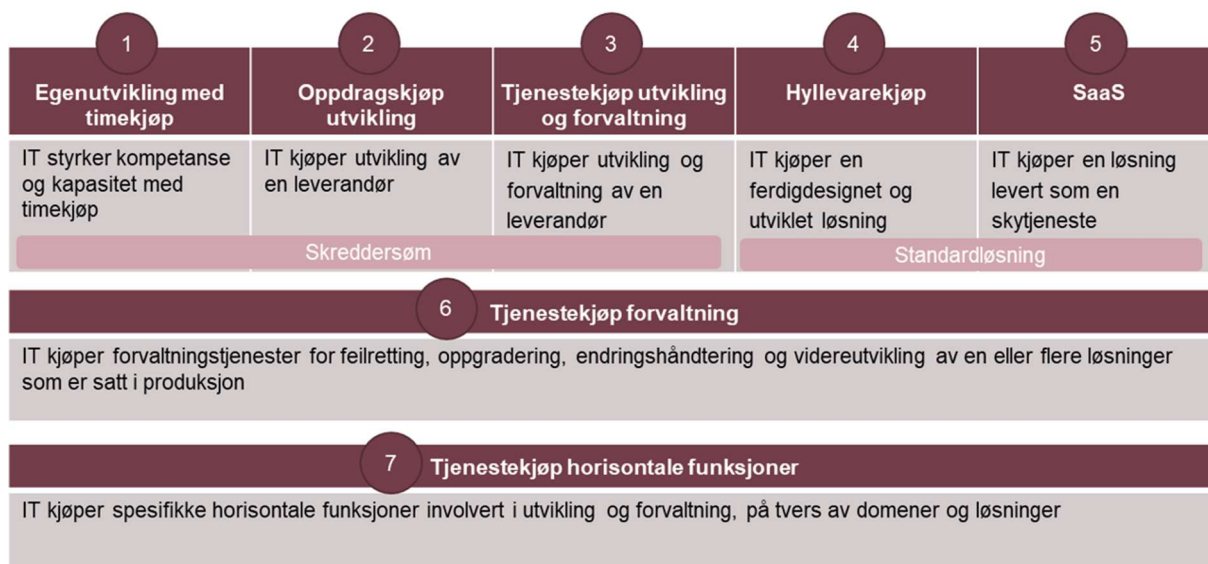 1
Egenutvikling med
timekjøp
IT styrker kompetanse
og kapasitet med
timekjøp
2
Oppdragskjøp
utvikling
IT kjøper utvikling av
en leverandør
3
Tjenestekjøp utvikling
og forvaltning
IT kjøper utvikling og
forvaltning av en
leverandør
Skreddersøm
4
Hyllevarekjøp
IT kjøper en
ferdigdesignet og
utviklet løsning
5
SaaS
IT kjøper en løsning
levert som en
skytjeneste
Standardløsning
6
Tjenestekjøp forvaltning
IT kjøper forvaltningstjenester for feilretting, oppgradering, endringshåndtering og videreutvikling av en eller flere løsninger
som er satt i produksjon
7
Tjenestekjøp horisontale funksjoner
IT kjøper spesifikke horisontale funksjoner involvert i utvikling og forvaltning, på tvers av domener og løsninger